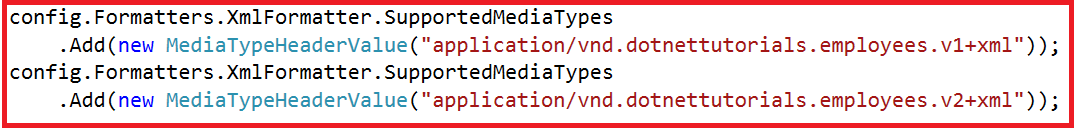 config.Formatters.XmlFormatter.SupportedMediaTypes
.Add(new MediaTypeHeaderValue("application/vnd.dotnettutorials.employees.v1+xml"));
config.Formatters.XmlFormatter.SupportedMediaTypes
.Add(new MediaTypeHeaderValue("application/vnd.dotnettutorials.employees.v2+xml"));